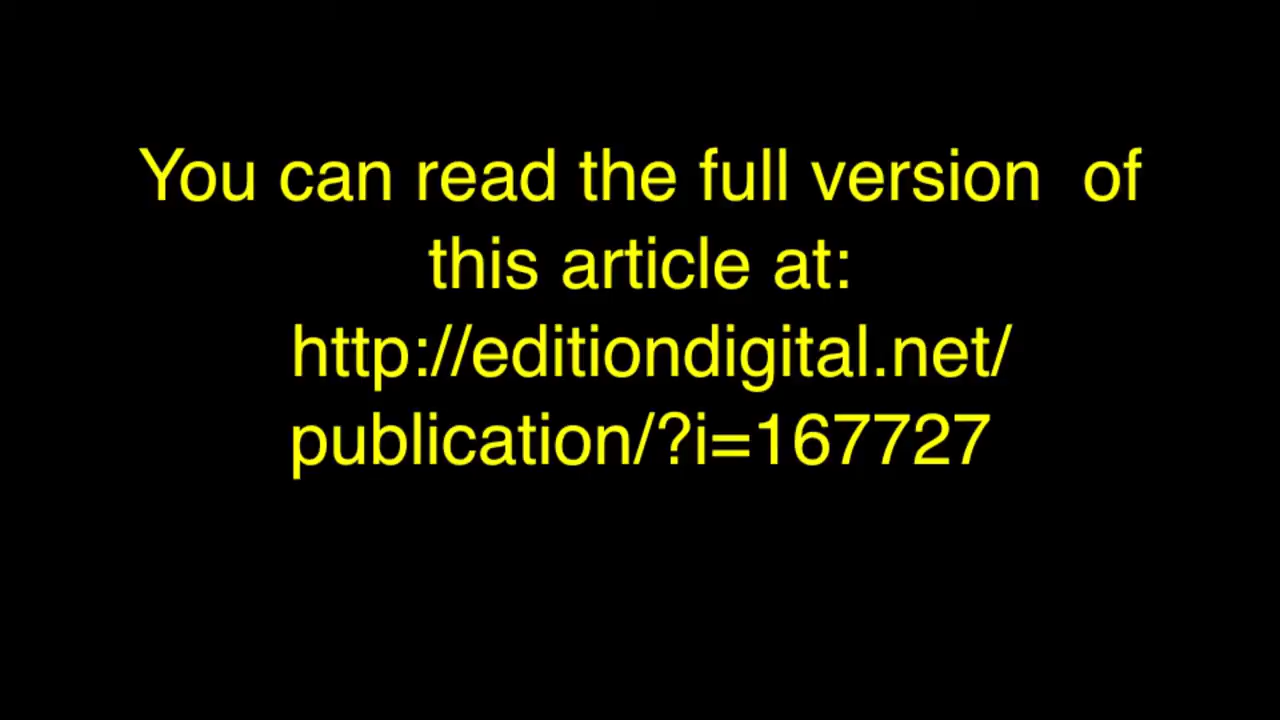 You can read the full version  of
this article at:
http://editiondigital.net/
publication/?i=167727